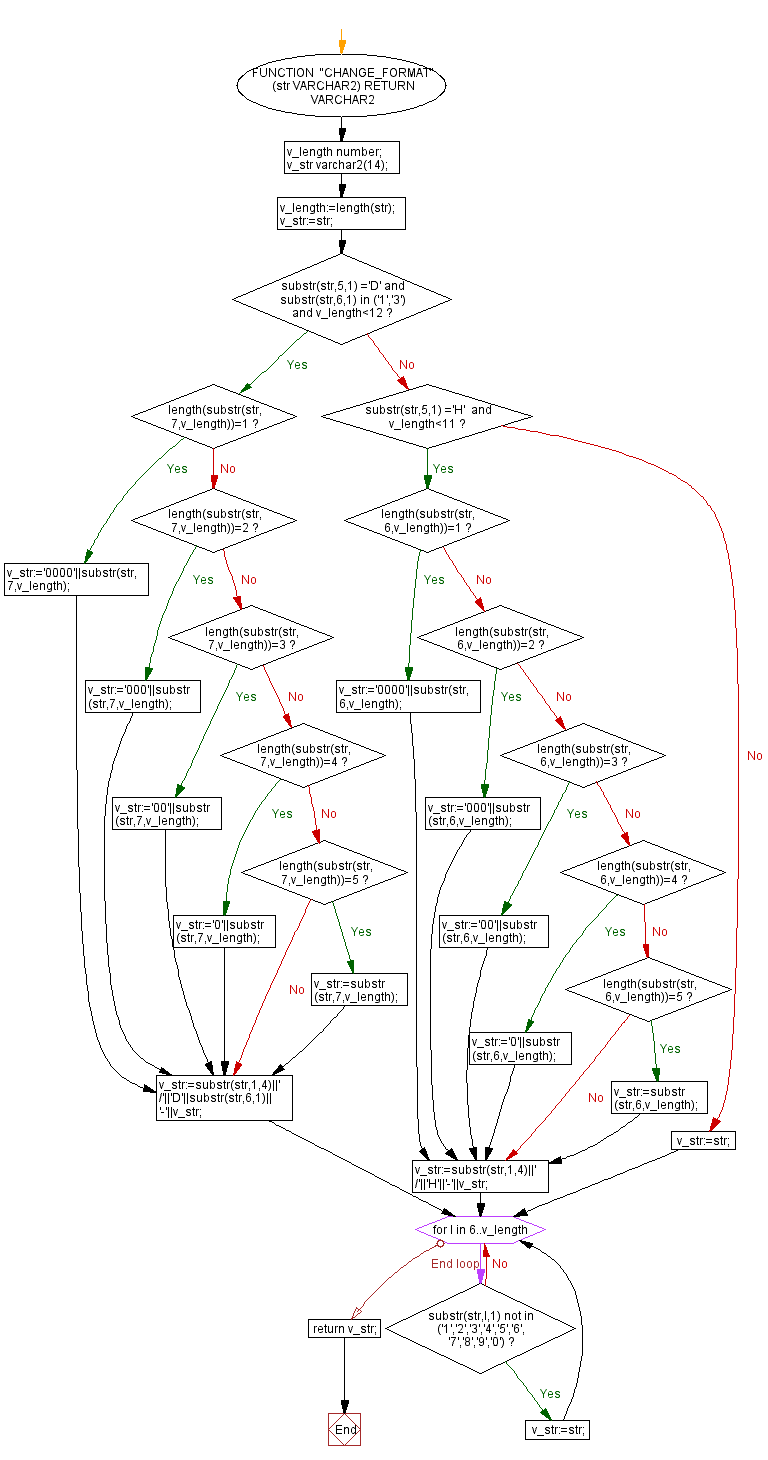 FUNCTION "CHANGE_FORMAT"
(str VARCHAR2) RETURN
VARCHAR2
v_length number;
v_str varchar2(14);
v_length:=length(str);
v_str:=str;
substr(str,5,1) ='D' and
substr(str,6,1) in ('1','3')
and v_length<12 ?
Yes
No
length(substr(str,
7,v_length))=1 ?
substr(str,5,1) ='H' and
v_length<11 ?
Yes
No
Yes
length(substr(str,
7,v_length))=2 ?
length(substr(str,
6,v_length))=1 ?
v_str:='0000'||substr(str,
7,v_length);
Yes
No
Yes
No
length(substr(str,
7,v_length))=3 ?
length(substr(str,
6,v_length))=2 ?
v_str:='000'||substr
(str,7,v_length);
Yes
No
v_str:='0000'||substr(str,
6,v_length);
Yes
No
length(substr(str,
7,v_length))=4 ?
length(substr(str,
6,v_length))=3 ?
No
v_str:='00'||substr
(str,7,v_length);
Yes
No
v_str:='000'||substr
(str,6,v_length);
Yes
No
length(substr(str,
7,v_length))=5 ?
length(substr(str,
6,v_length))=4 ?
v_str:='0'||substr
(str,7,v_length);
Yes
v_str:='00'||substr
(str,6,v_length);
Yes
No
No
v_str:=substr
(str,7,v_length);
length(substr(str,
6,v_length))=5 ?
v_str:='0'||substr
(str,6,v_length);
Yes
v_str:=substr(str,1,4)||'
/'||'D'||substr(str,6,1)||
'-'||v_str;
No
v_str:=substr
(str,6,v_length);
v_str:=str;
v_str:=substr(str,1,4)||'
/'||'H'||'-'||v_str;
for I in 6..v_length
End loop
No
return v_str;
substr(str,I,1) not in
('1','2','3','4','5','6',
'7','8','9','0') ?
Yes
End
v_str:=str;